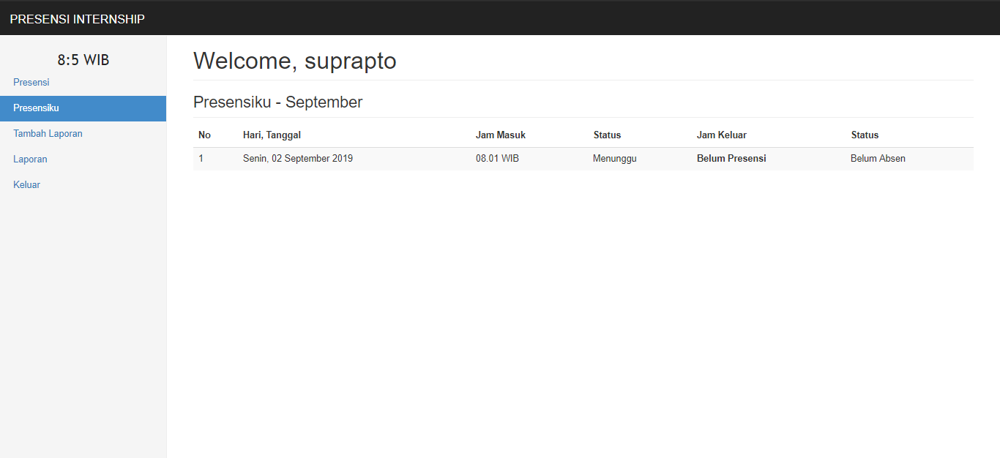 PRESENSI INTERNSHIP
8:5 WIB
Presensi
Presensiku
Tambah Laporan
Laporan
Keluar
Welcome, suprapto
Presensiku - September
No Hari, Tanggal Jam Masuk Status Jam Keluar Status
1 Senin, 02 September 2019 08.01 WIB Menunggu Belum Presensi Belum Absen